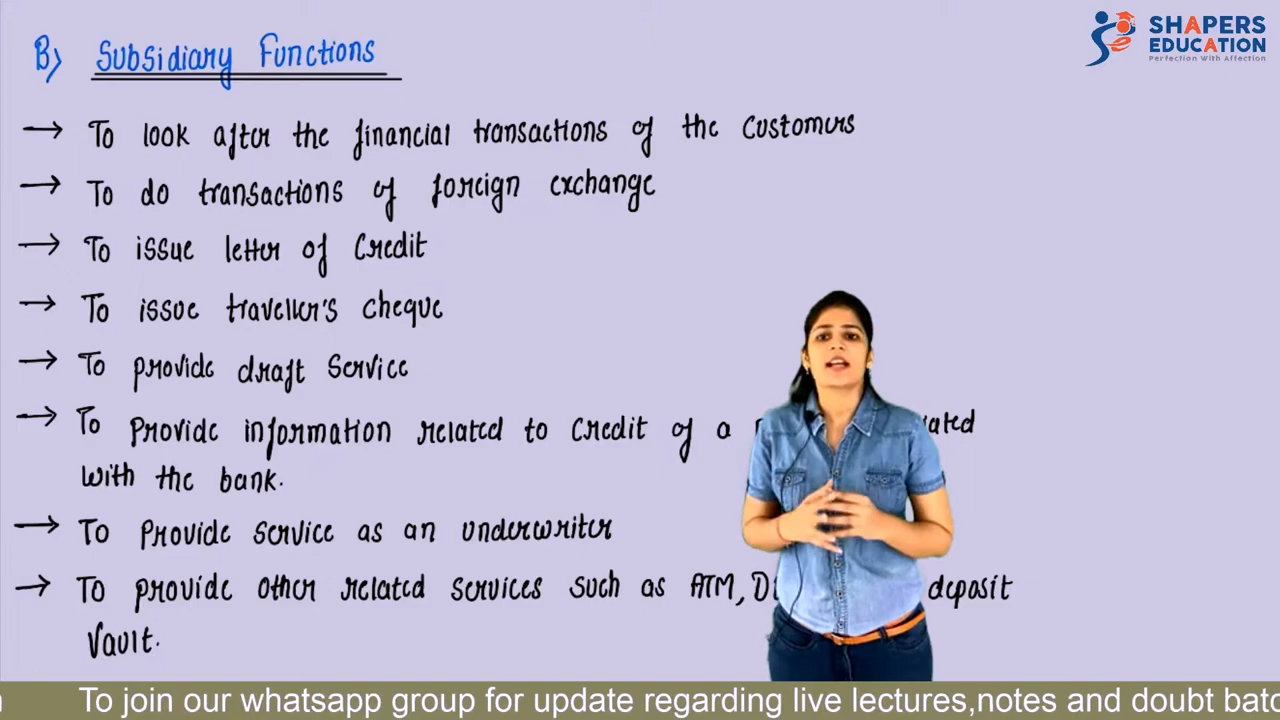 SHAPERS
EDUCATION
Perfection With Affection
B) Subsidiary Functions
→ To look after the financial transactions of the customers
→ To do transactions of foreign exchange
→ To issue letter of Credit
→ To issue traveller's cheque
→ To provide draft Service
→ To provide information related to credit of a
with the bank.
→ To provide service as an underwriter
→ To provide other related services such as ATM, deposit
Vault.
To join our whatsapp group for update regarding live lectures,notes and doubt